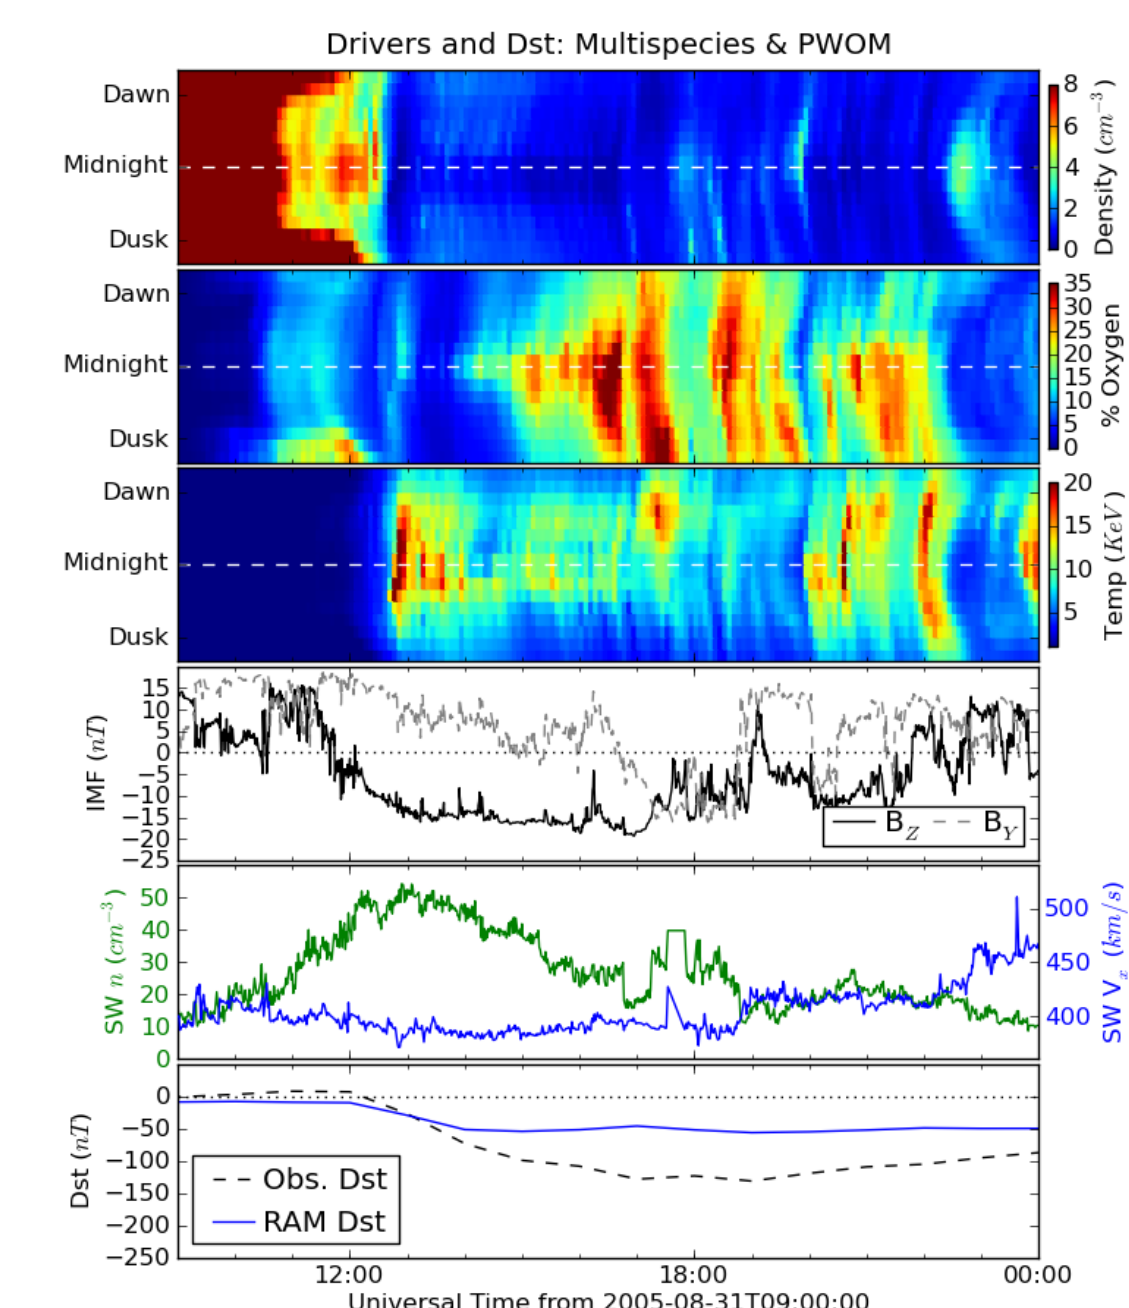 Drivers and Dst: Multispecies & PWOM
Dawn
Midnight
Dusk
8
6
4
2
0
Density (cm⁻³)
Dawn
Midnight
Dusk
35
30
25
20
15
10
5
0
% Oxygen
Dawn
Midnight
Dusk
20
15
10
5
Temp (KeV)
IMF (nT)
15
10
5
0
−5
−10
−15
−20
−25
B_Z B_Y
SW n (cm⁻³)
50
40
30
20
10
0
500
450
400
SW V_x (km/s)
Dst (nT)
0
−50
−100
−150
−200
−250
Obs. Dst
RAM Dst
12:00 18:00 00:00
Universal Time from 2005-08-31T09:00:00